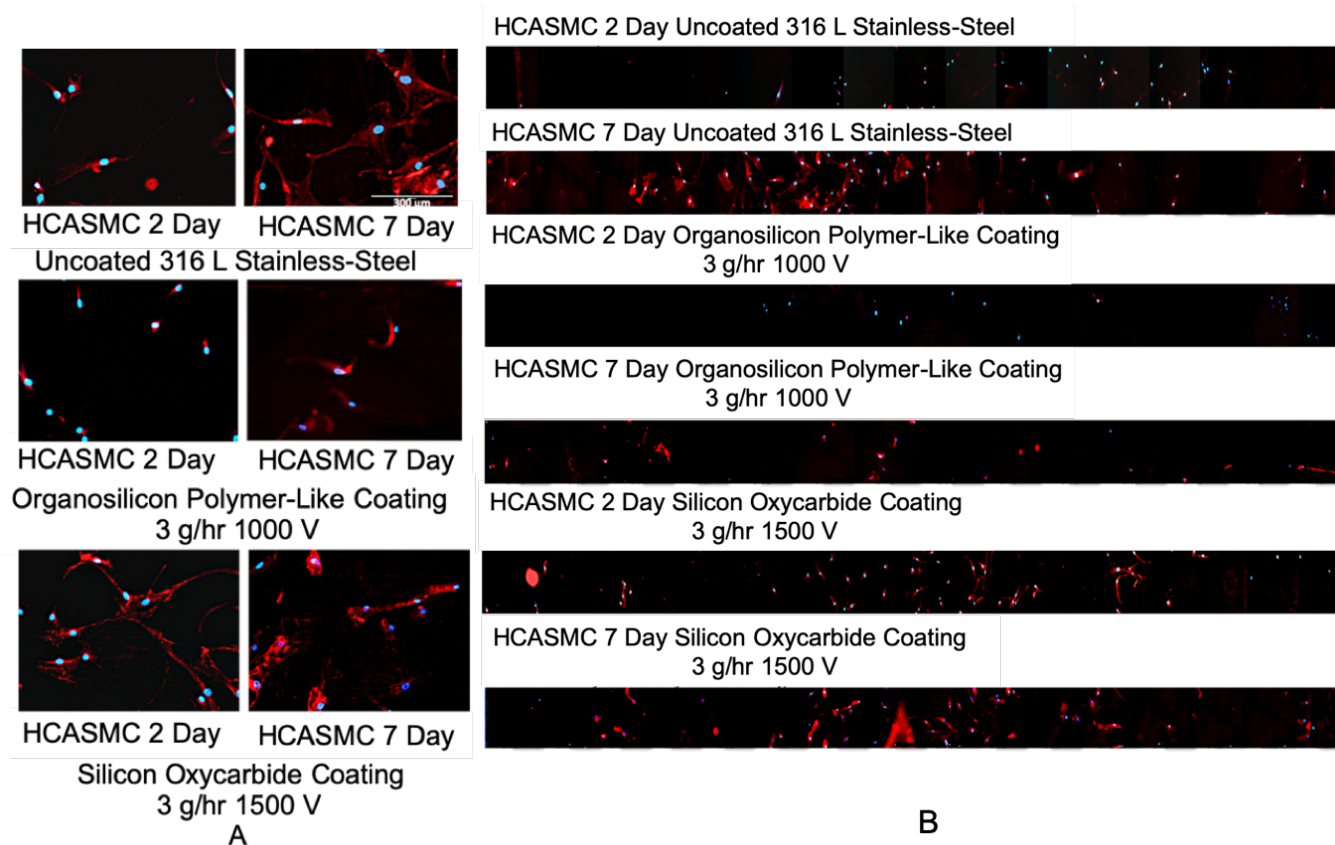 HCASMC 2 Day HCASMC 7 Day
Uncoated 316 L Stainless-Steel
300 µm
HCASMC 2 Day HCASMC 7 Day
Organosilicon Polymer-Like Coating
3 g/hr 1000 V
HCASMC 2 Day HCASMC 7 Day
Silicon Oxycarbide Coating
3 g/hr 1500 V
A
HCASMC 2 Day Uncoated 316 L Stainless-Steel
HCASMC 7 Day Uncoated 316 L Stainless-Steel
HCASMC 2 Day Organosilicon Polymer-Like Coating
3 g/hr 1000 V
HCASMC 7 Day Organosilicon Polymer-Like Coating
3 g/hr 1000 V
HCASMC 2 Day Silicon Oxycarbide Coating
3 g/hr 1500 V
HCASMC 7 Day Silicon Oxycarbide Coating
3 g/hr 1500 V
B